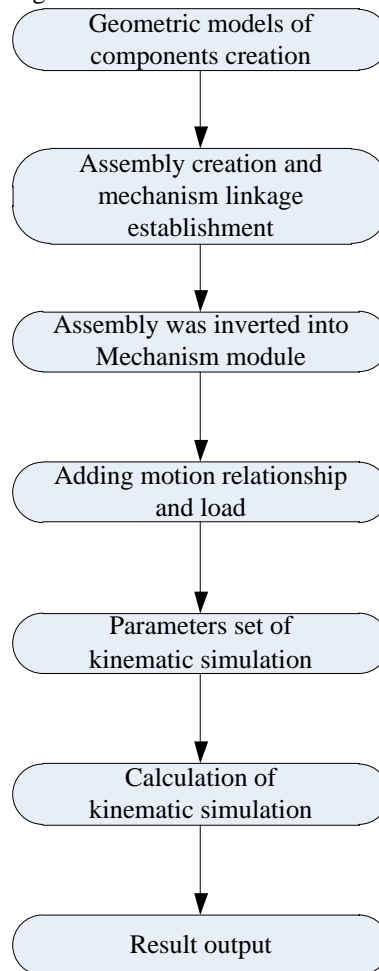 Geometric models of
components creation
Assembly creation and
mechanism linkage
establishment
Assembly was inverted into
Mechanism module
Adding motion relationship
and load
Parameters set of
kinematic simulation
Calculation of
kinematic simulation
Result output